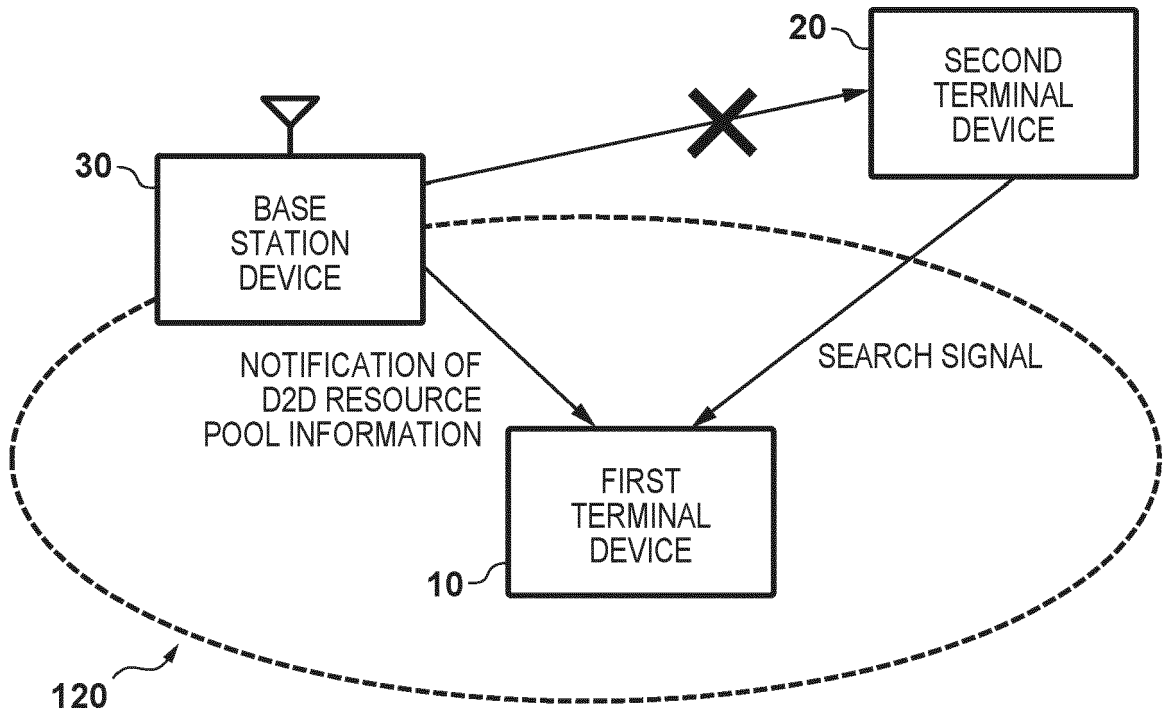 20
SECOND
TERMINAL
DEVICE
30
BASE
STATION
DEVICE
NOTIFICATION OF
D2D RESOURCE
POOL INFORMATION
SEARCH SIGNAL
FIRST
TERMINAL
DEVICE
10
120